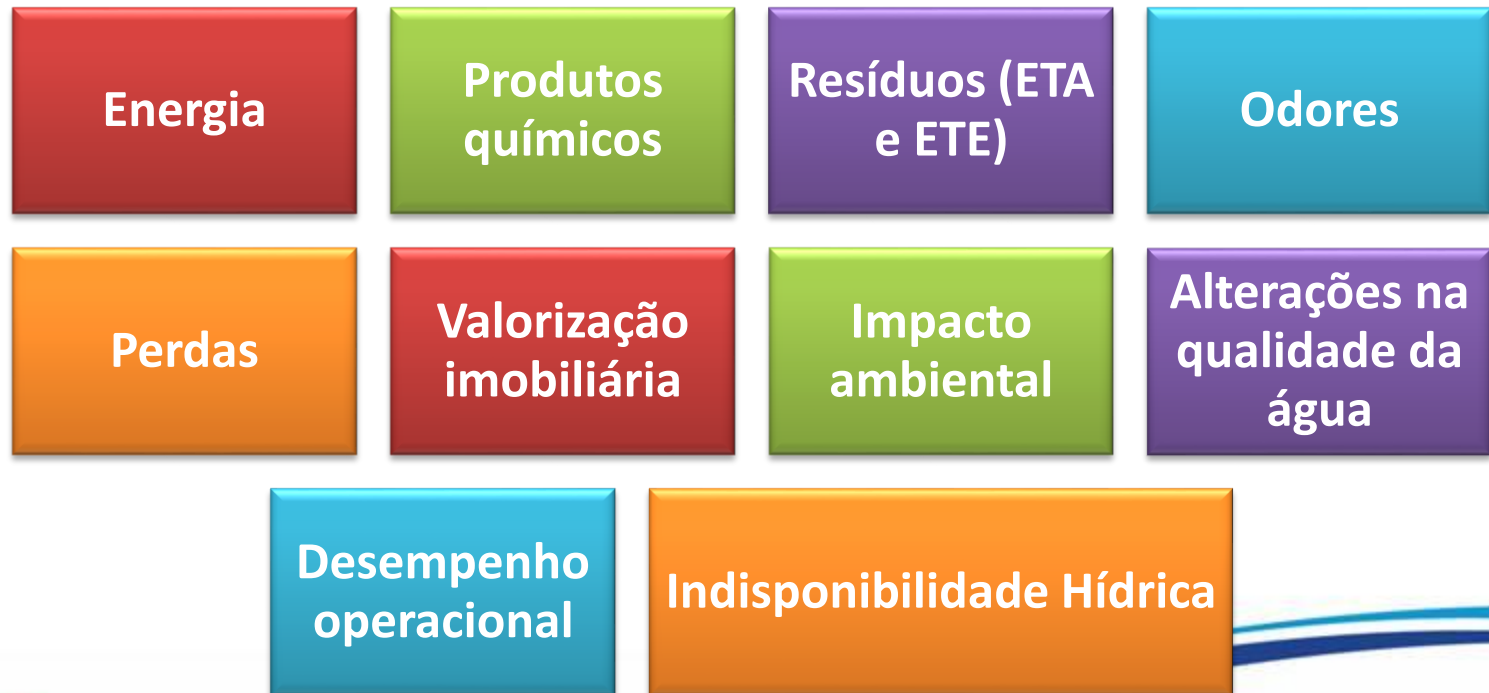 Energia
Produtos
químicos
Resíduos (ETA
e ETE)
Odores
Perdas
Valorização
imobiliária
Impacto
ambiental
Alterações na
qualidade da
água
Desempenho
operacional
Indisponibilidade Hídrica